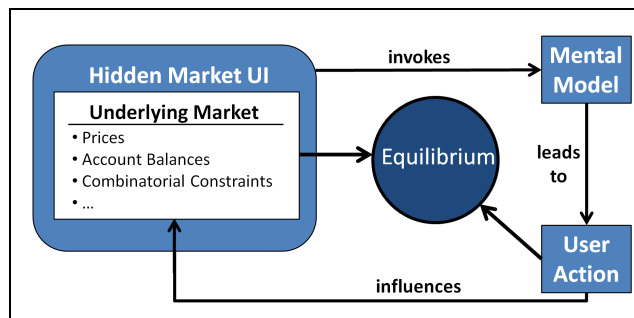 Hidden Market UI
Underlying Market
• Prices
• Account Balances
• Combinatorial Constraints
• ...
invokes
Mental
Model
Equilibrium
leads
to
User
Action
influences